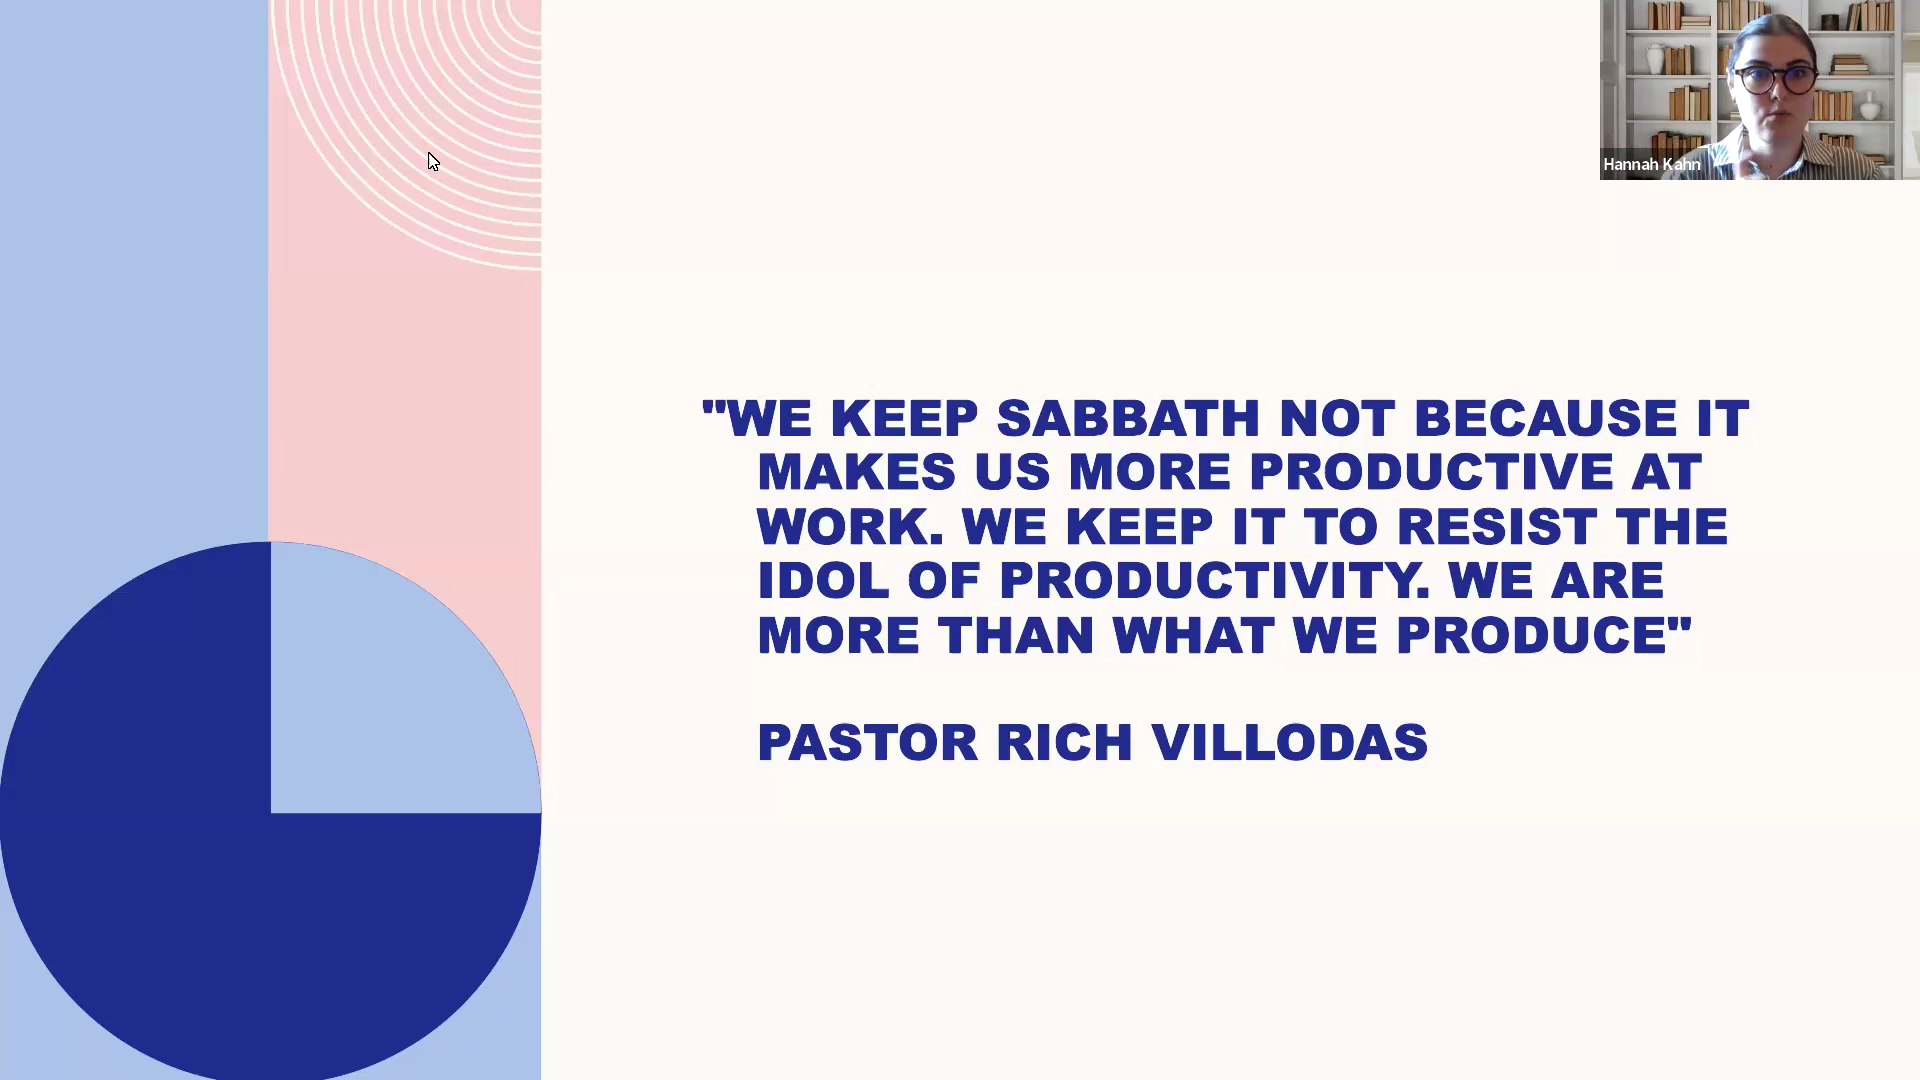 Hannah Kahn
"WE KEEP SABBATH NOT BECAUSE IT
MAKES US MORE PRODUCTIVE AT
WORK. WE KEEP IT TO RESIST THE
IDOL OF PRODUCTIVITY. WE ARE
MORE THAN WHAT WE PRODUCE"
PASTOR RICH VILLODAS